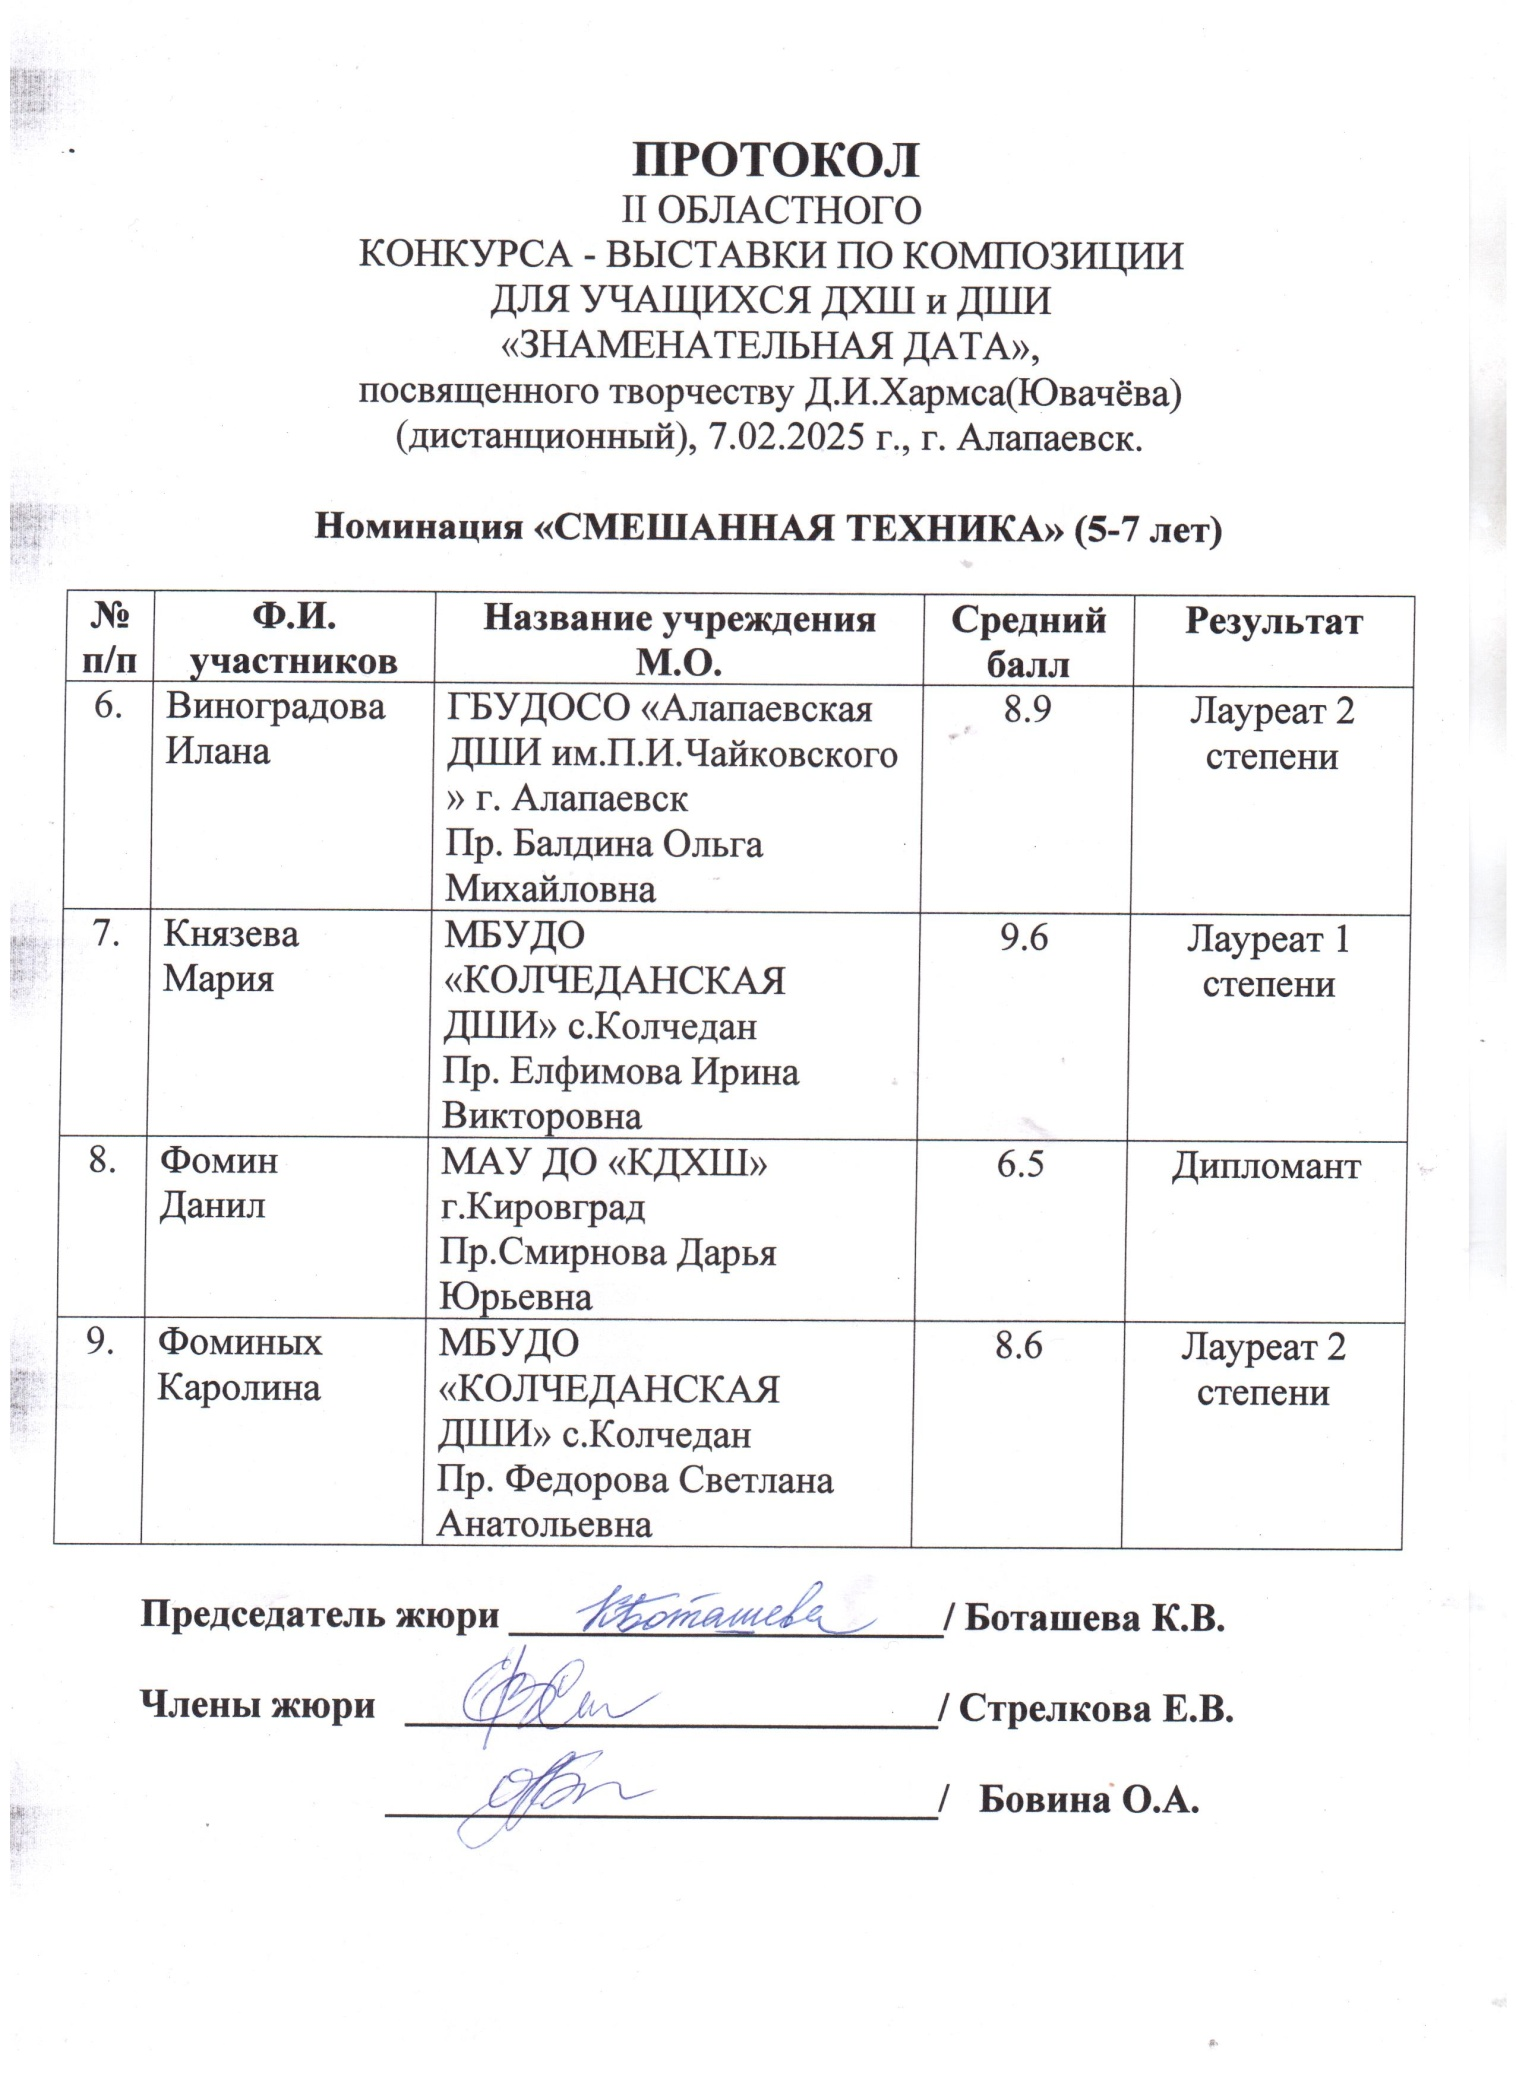 ПРОТОКОЛ
II ОБЛАСТНОГО
КОНКУРСА - ВЫСТАВКИ ПО КОМПОЗИЦИИ
ДЛЯ УЧАЩИХСЯ ДХШ и ДШИ
«ЗНАМЕНАТЕЛЬНАЯ ДАТА»,
посвященного творчеству Д.И.Хармса(Ювачёва)
(дистанционный), 7.02.2025 г., г. Алапаевск.
Номинация «СМЕШАННАЯ ТЕХНИКА» (5-7 лет)
№ п/п
Ф.И.
участников
Название учреждения
М.О.
Средний
балл
Результат
6.
Виноградова
Илана
ГБУДОСО «Алапаевская
ДШИ им.П.И.Чайковского
» г. Алапаевск
Пр. Балдина Ольга
Михайловна
8.9
Лауреат 2
степени
7.
Князева
Мария
МБУДО
«КОЛЧЕДАНСКАЯ
ДШИ» с.Колчедан
Пр. Елфимова Ирина
Викторовна
9.6
Лауреат 1
степени
8.
Фомин
Данил
МАУ ДО «КДХШ»
г.Кировград
Пр.Смирнова Дарья
Юрьевна
6.5
Дипломант
9.
Фоминых
Каролина
МБУДО
«КОЛЧЕДАНСКАЯ
ДШИ» с.Колчедан
Пр. Федорова Светлана
Анатольевна
8.6
Лауреат 2
степени
Председатель жюри / Боташева К.В.
Члены жюри / Стрелкова Е.В.
/ Бовина О.А.